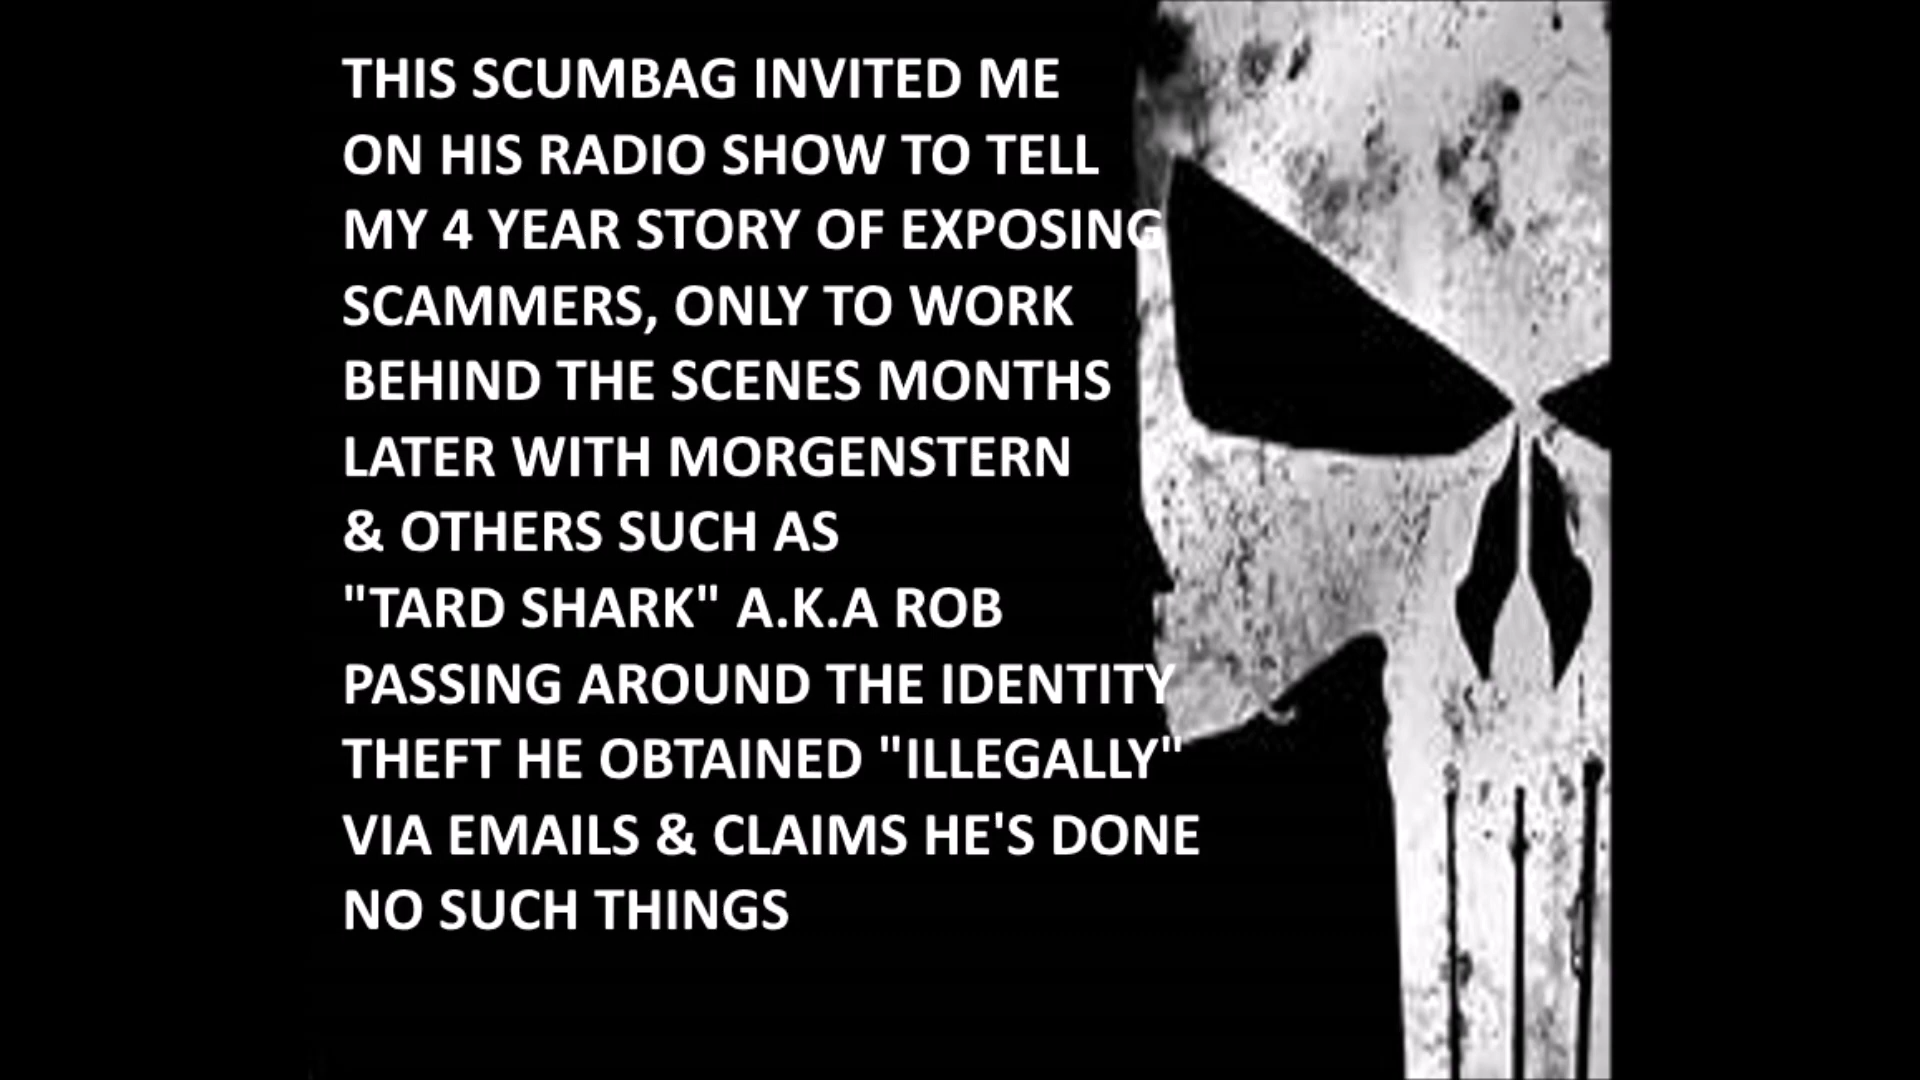 THIS SCUMBAG INVITED ME
ON HIS RADIO SHOW TO TELL
MY 4 YEAR STORY OF EXPOSING
SCAMMERS, ONLY TO WORK
BEHIND THE SCENES MONTHS
LATER WITH MORGENSTERN
& OTHERS SUCH AS
"TARD SHARK" A.K.A ROB
PASSING AROUND THE IDENTITY
THEFT HE OBTAINED "ILLEGALLY"
VIA EMAILS & CLAIMS HE'S DONE
NO SUCH THINGS